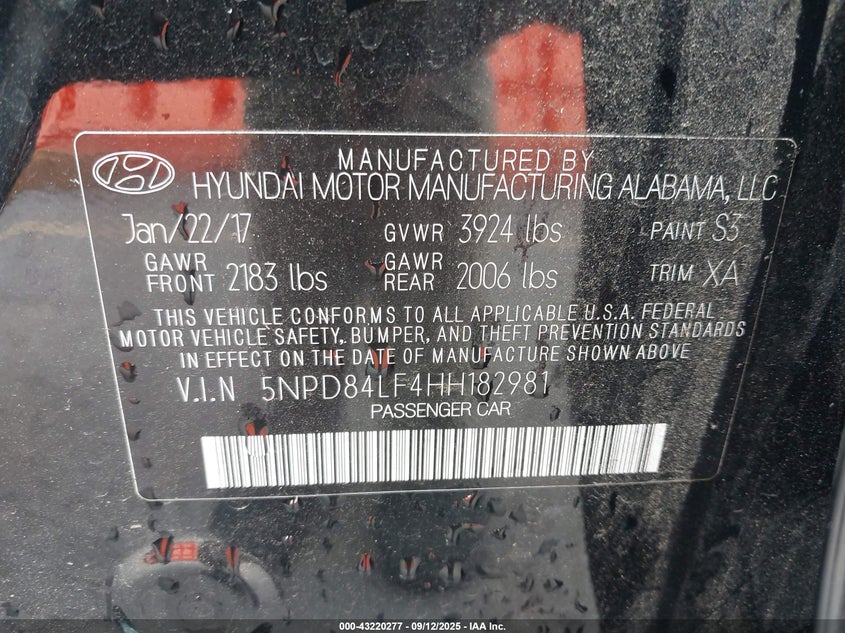 MANUFACTURED BY
HYUNDAI MOTOR MANUFACTURING ALABAMA, LLC
Jan/22/17 GVWR 3924 lbs PAINT S3
GAWR FRONT 2183 lbs GAWR REAR 2006 lbs TRIM XA
THIS VEHICLE CONFORMS TO ALL APPLICABLE U.S.A. FEDERAL
MOTOR VEHICLE SAFETY, BUMPER, AND THEFT PREVENTION STANDARDS
IN EFFECT ON THE DATE OF MANUFACTURE SHOWN ABOVE
V.I.N 5NPD84LF4HH182981
PASSENGER CAR
000-43220277 - 09/12/2025 - IAA Inc.